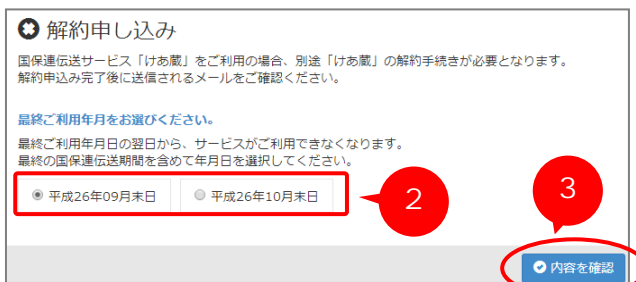 解約申し込み
国保連伝送サービス「けあ蔵」をご利用の場合、別途「けあ蔵」の解約手続きが必要となります。
解約申込み完了後に送信されるメールをご確認ください。
最終ご利用年月をお選びください。
最終ご利用年月日の翌日から、サービスがご利用できなくなります。
最終の国保連伝送期間を含めて年月日を選択してください。
平成26年09月末日 平成26年10月末日
2
3
内容を確認